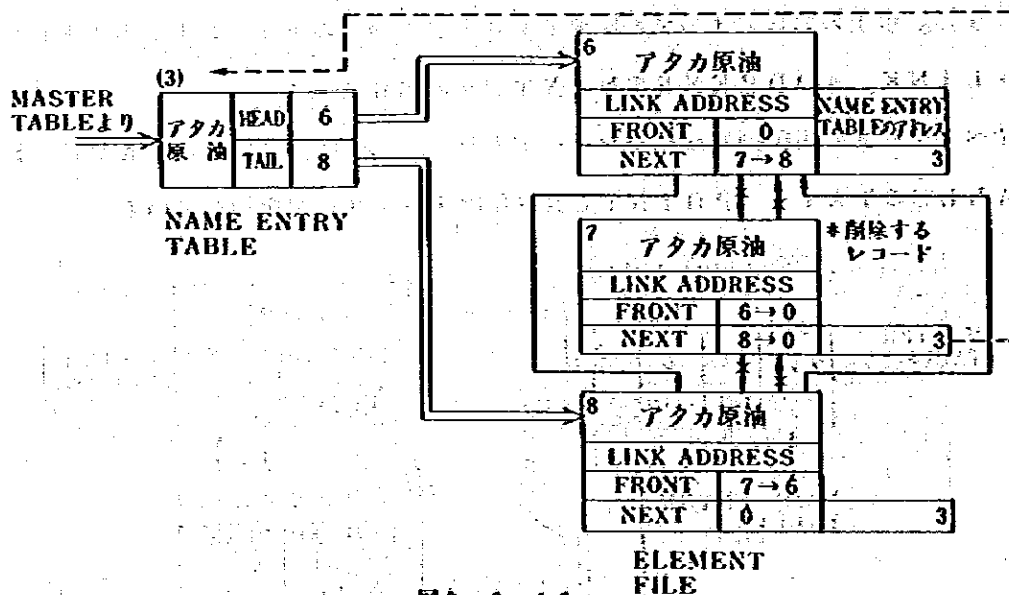 (3)
MASTER
TABLEより
アタカ
原油
HEAD 6
TAIL 8
NAME ENTRY
TABLE
6
アタカ原油
LINK ADDRESS
FRONT 0
NEXT 7→8
NAME ENTRY
TABLEのアドレス
3
7
アタカ原油
*削除する
レコード
LINK ADDRESS
FRONT 6→0
NEXT 8→0 3
8
アタカ原油
LINK ADDRESS
FRONT 7→6
NEXT 0 3
ELEMENT
FILE